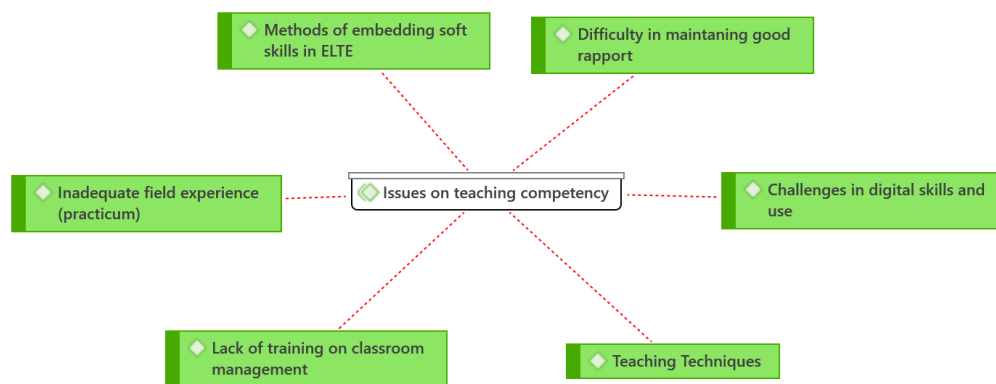 Methods of embedding soft
skills in ELTE
Difficulty in maintaning good
rapport
Inadequate field experience
(practicum)
Issues on teaching competency
Challenges in digital skills and
use
Lack of training on classroom
management
Teaching Techniques